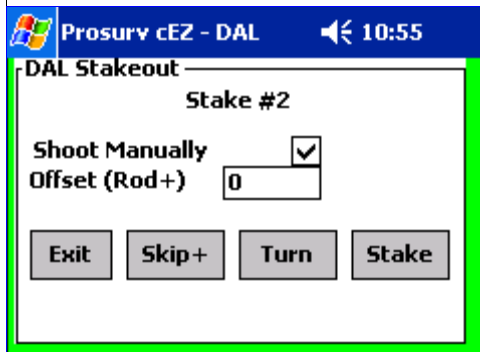 Prosurv cEZ - DAL 10:55
DAL Stakeout
Stake #2
Shoot Manually
Offset (Rod+) 0
Exit Skip+ Turn Stake